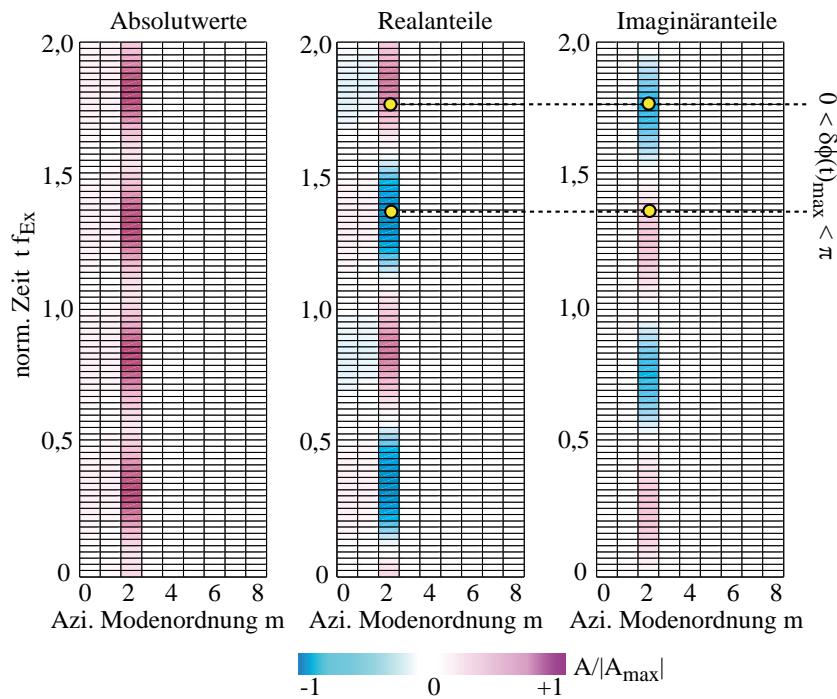 Absolutwerte
Realanteile
Imaginäranteile
2,0
1,5
1,0
0,5
0
norm. Zeit t f_Ex
0 2 4 6 8
Azi. Modenordnung m
2,0
1,5
1,0
0,5
0
0 2 4 6 8
Azi. Modenordnung m
2,0
1,5
1,0
0,5
0
0 2 4 6 8
Azi. Modenordnung m
0 < δϕ(t)_max < π
-1 0 +1
A/|A_max|